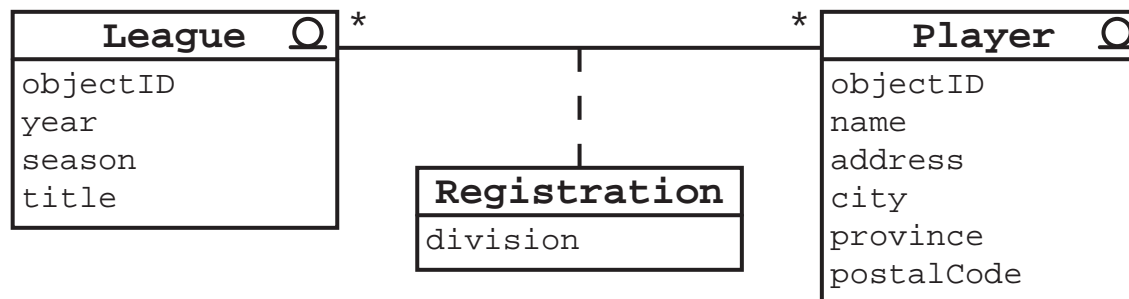 League
objectID
year
season
title
*
*
Registration
division
Player
objectID
name
address
city
province
postalCode